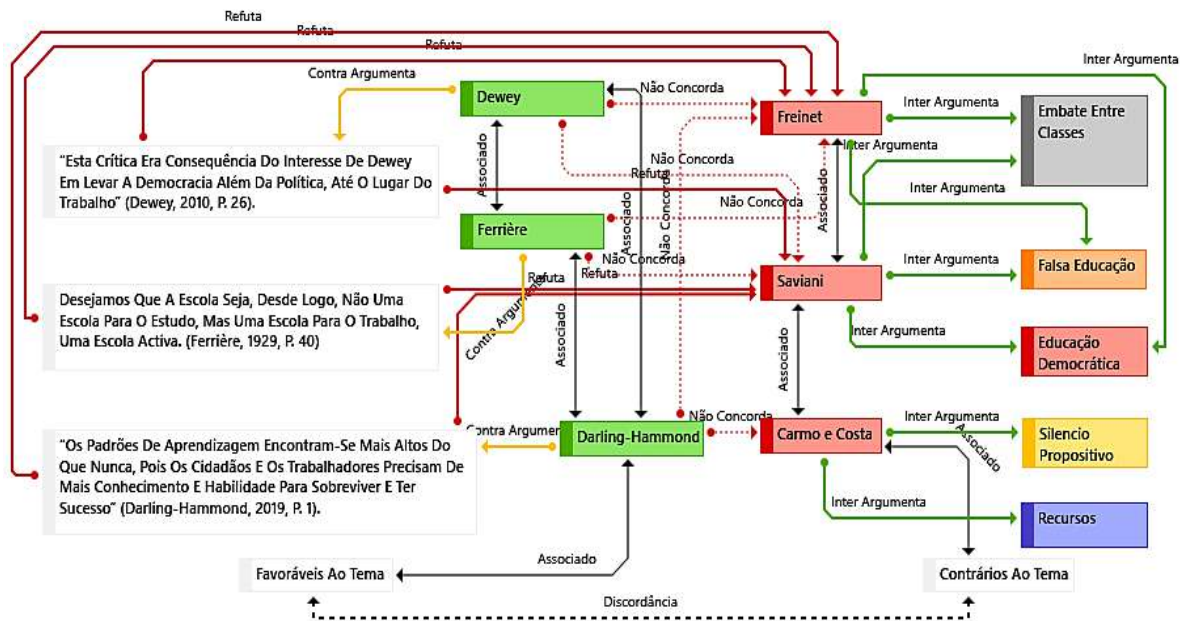 Refuta
Refuta
Refuta
Inter Argumenta
Contra Argumenta
Dewey
Não Concorda
Freinet
Inter Argumenta
Embate Entre
Classes
Inter Argumenta
"Esta Crítica Era Consequência Do Interesse De Dewey
Em Levar A Democracia Além Da Política, Até O Lugar Do
Trabalho" (Dewey, 2010, P. 26).
Associado
Não Concorda
Refuta
Não Concorda
Associado
Não Concorda
Associado
Inter Argumenta
Ferrière
Não Concorda
Refuta
Refuta
Saviani
Inter Argumenta
Falsa Educação
Desejamos Que A Escola Seja, Desde Logo, Não Uma
Escola Para O Estudo, Mas Uma Escola Para O Trabalho,
Uma Escola Activa. (Ferrière, 1929, P. 40)
Contra Argumenta
Associado
Associado
Inter Argumenta
Educação
Democrática
"Os Padrões De Aprendizagem Encontram-Se Mais Altos Do
Que Nunca, Pois Os Cidadãos E Os Trabalhadores Precisam De
Mais Conhecimento E Habilidade Para Sobreviver E Ter
Sucesso" (Darling-Hammond, 2019, P. 1).
Contra Argumenta
Darling-Hammond
Não Concorda
Carmo e Costa
Inter Argumenta
Associado
Silencio
Propositivo
Inter Argumenta
Recursos
Favoráveis Ao Tema
Associado
Contrários Ao Tema
Discordância